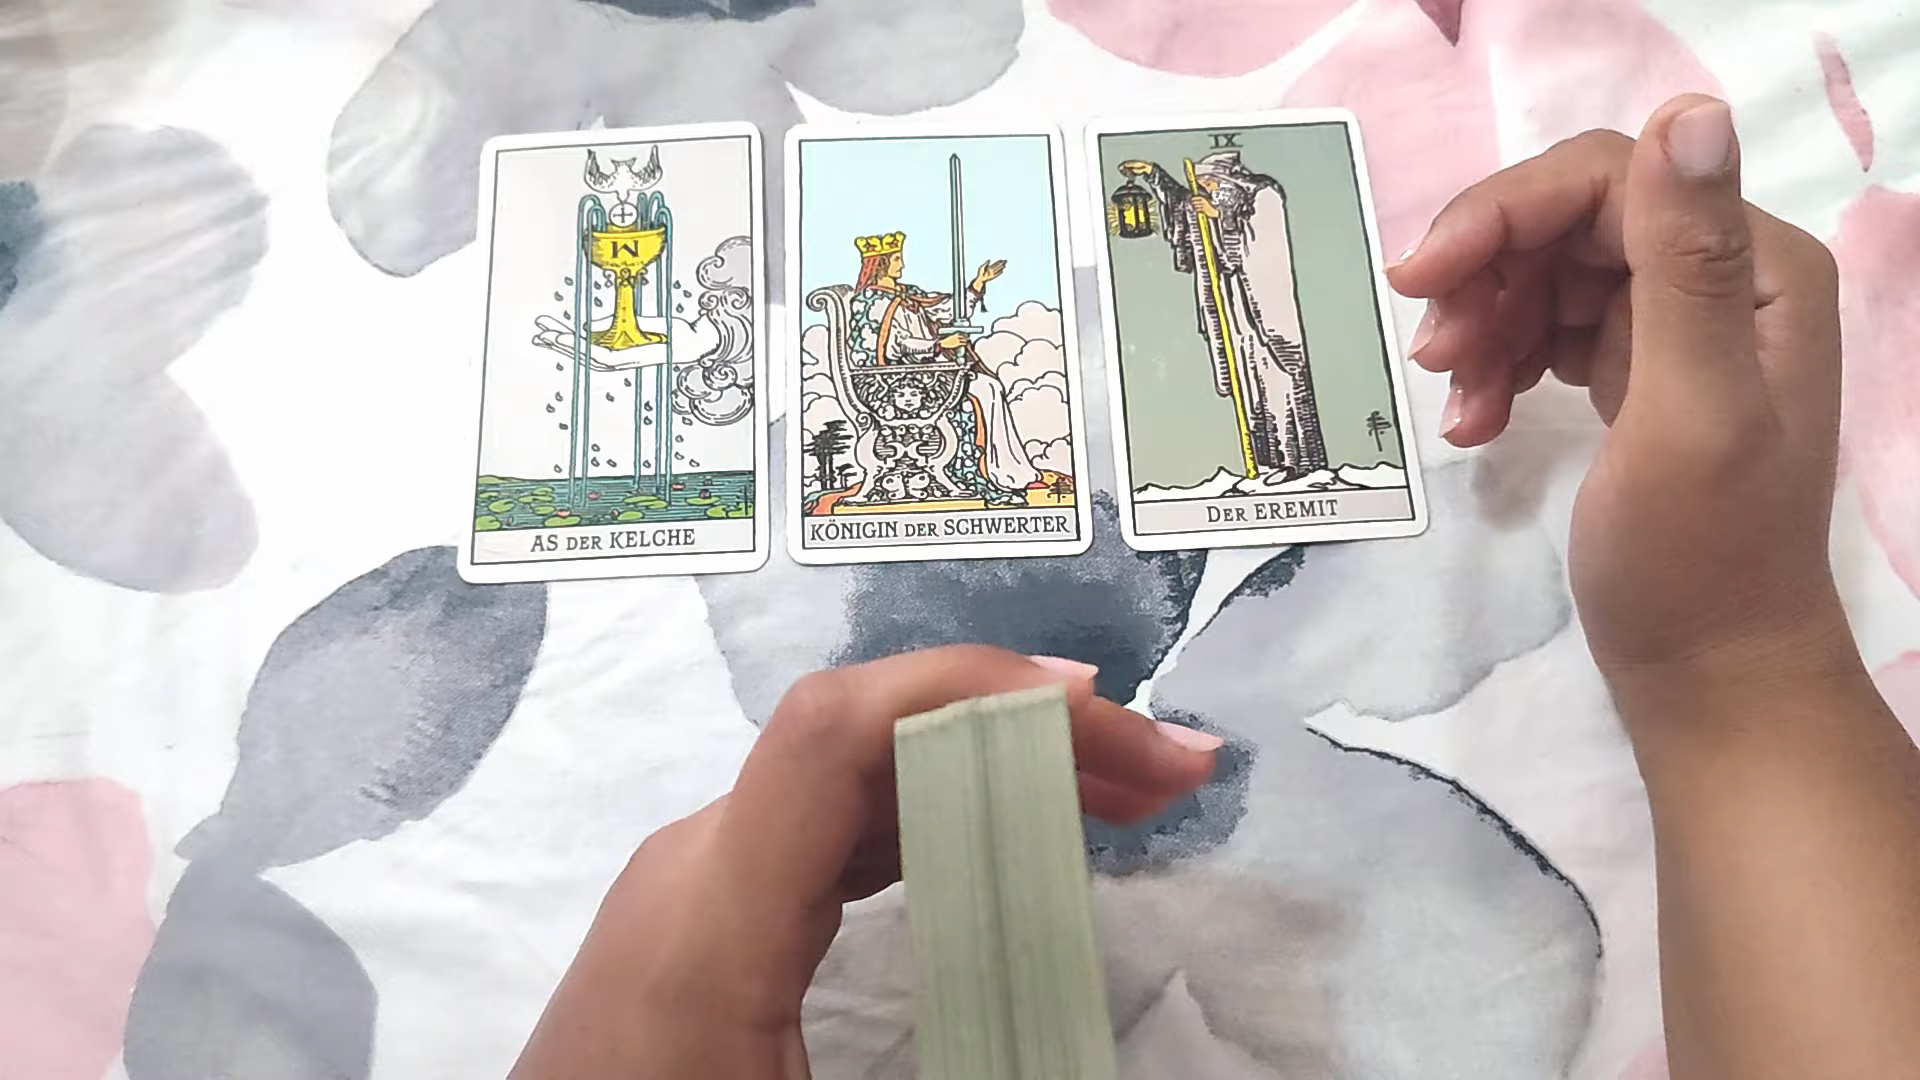 M
AS DER KELCHE
KÖNIGIN DER SCHWERTER
IX
DER EREMIT